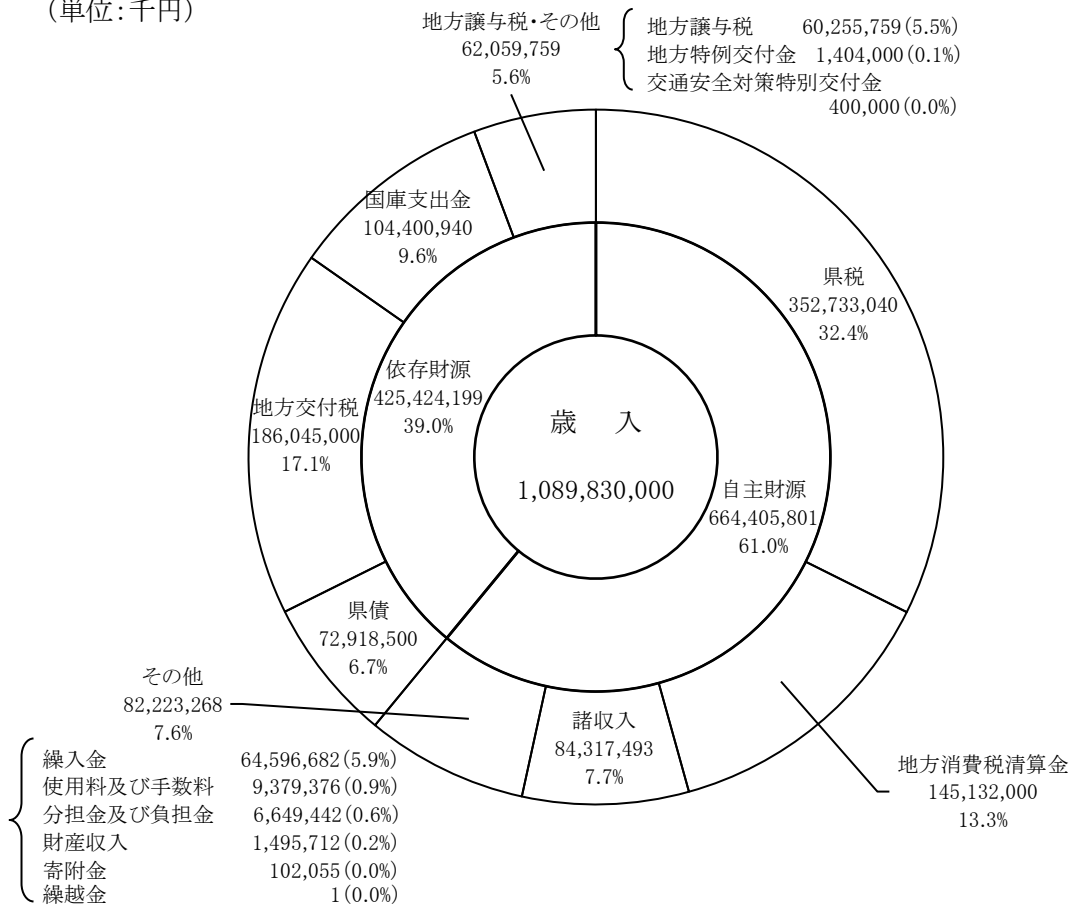 （単位：千円）
地方譲与税・その他
62,059,759
5.6%
地方譲与税 60,255,759(5.5%)
地方特例交付金 1,404,000(0.1%)
交通安全対策特別交付金
400,000(0.0%)
国庫支出金
104,400,940
9.6%
県税
352,733,040
32.4%
依存財源
425,424,199
39.0%
地方交付税
186,045,000
17.1%
歳 入
1,089,830,000
自主財源
664,405,801
61.0%
県債
72,918,500
6.7%
その他
82,223,268
7.6%
諸収入
84,317,493
7.7%
地方消費税清算金
145,132,000
13.3%
繰入金 64,596,682(5.9%)
使用料及び手数料 9,379,376(0.9%)
分担金及び負担金 6,649,442(0.6%)
財産収入 1,495,712(0.2%)
寄附金 102,055(0.0%)
繰越金 1(0.0%)